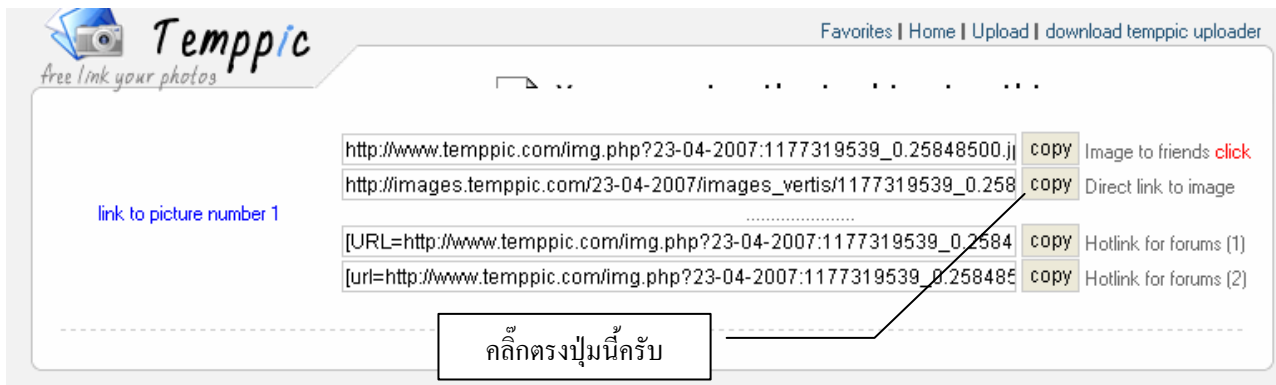 Temppic
free link your photos
Favorites | Home | Upload | download temppic uploader
http://www.temppic.com/img.php?23-04-2007:1177319539_0.25848500.j copy Image to friends click
http://images.temppic.com/23-04-2007/images_vertis/1177319539_0.258 copy Direct link to image
link to picture number 1
......................
[URL=http://www.temppic.com/img.php?23-04-2007:1177319539_0.2584 copy Hotlink for forums (1)
[url=http://www.temppic.com/img.php?23-04-2007:1177319539_0.258485 copy Hotlink for forums (2)
คลิ๊กตรงปุ่มนี้ครับ